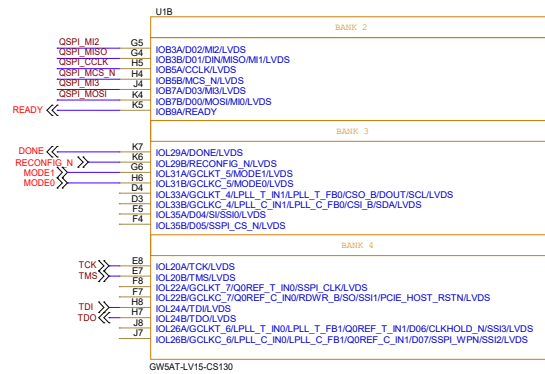 U1B
BANK 2
QSPI_MI2 G5 IOB3A/D02/MI2/LVDS
QSPI_MISO G4 IOB3B/D01/DIN/MISO/MI1/LVDS
QSPI_CCLK H5 IOB5A/CCLK/LVDS
QSPI_MCS_N H4 IOB5B/MCS_N/LVDS
QSPI_MI3 J4 IOB7A/D03/MI3/LVDS
QSPI_MOSI K4 IOB7B/D00/MOSI/MI0/LVDS
READY K5 IOB9A/READY
BANK 3
DONE K7 IOL29A/DONE/LVDS
RECONFIG_N K6 IOL29B/RECONFIG_N/LVDS
MODE1 G6 IOL31A/GCLKT_5/MODE1/LVDS
MODE0 H6 IOL31B/GCLKC_5/MODE0/LVDS
D4 IOL33A/GCLKT_4/LPLL_T_IN1/LPLL_T_FB0/CSO_B/DOUT/SCL/LVDS
D3 IOL33B/GCLKC_4/LPLL_C_IN1/LPLL_C_FB0/CSI_B/SDA/LVDS
F5 IOL35A/D04/SI/SSI0/LVDS
F4 IOL35B/D05/SSPI_CS_N/LVDS
BANK 4
TCK E8 IOL20A/TCK/LVDS
TMS E7 IOL20B/TMS/LVDS
F8 IOL22A/GCLKT_7/Q0REF_T_IN0/SSPI_CLK/LVDS
F7 IOL22B/GCLKC_7/Q0REF_C_IN0/RDWR_B/SO/SSI1/PCIE_HOST_RSTN/LVDS
TDI H8 IOL24A/TDI/LVDS
TDO H7 IOL24B/TDO/LVDS
J8 IOL26A/GCLKT_6/LPLL_T_IN0/LPLL_T_FB1/Q0REF_T_IN1/D06/CLKHOLD_N/SSI3/LVDS
J7 IOL26B/GCLKC_6/LPLL_C_IN0/LPLL_C_FB1/Q0REF_C_IN1/D07/SSPI_WPN/SSI2/LVDS
GW5AT-LV15-CS130